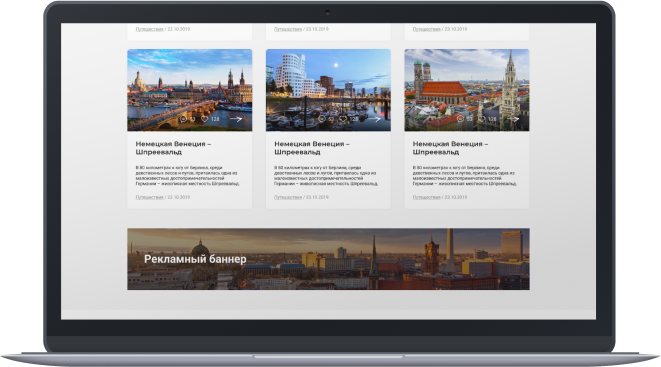 Путешествия / 23.10.2019
Путешествия / 23.10.2019
Путешествия / 23.10.2019
53 128
53 128
53 128
Немецкая Венеция –
Шпреевальд
В 80 километрах к югу от Берлина, среди
девственных лесов и лугов, притаилась одна из
малоизвестных достопримечательностей
Германии – живописная местность Шпреевальд.
Путешествия / 23.10.2019
Немецкая Венеция –
Шпреевальд
В 80 километрах к югу от Берлина, среди
девственных лесов и лугов, притаилась одна из
малоизвестных достопримечательностей
Германии – живописная местность Шпреевальд.
Путешествия / 23.10.2019
Немецкая Венеция –
Шпреевальд
В 80 километрах к югу от Берлина, среди
девственных лесов и лугов, притаилась одна из
малоизвестных достопримечательностей
Германии – живописная местность Шпреевальд.
Путешествия / 23.10.2019
Рекламный баннер